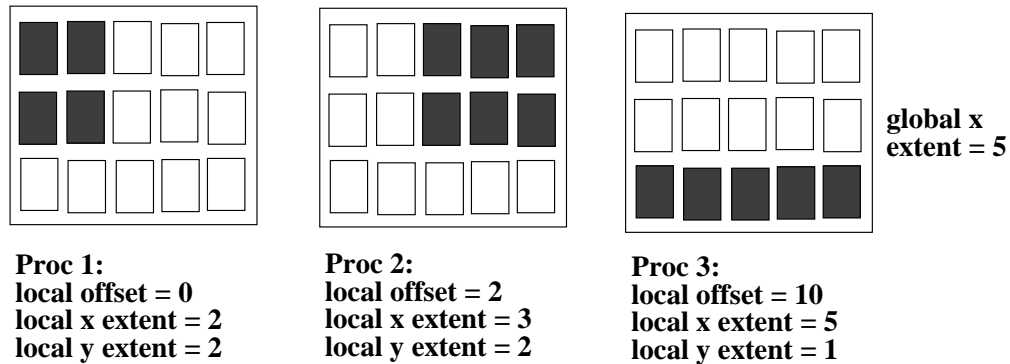 global x
extent = 5
Proc 1:
local offset = 0
local x extent = 2
local y extent = 2
Proc 2:
local offset = 2
local x extent = 3
local y extent = 2
Proc 3:
local offset = 10
local x extent = 5
local y extent = 1